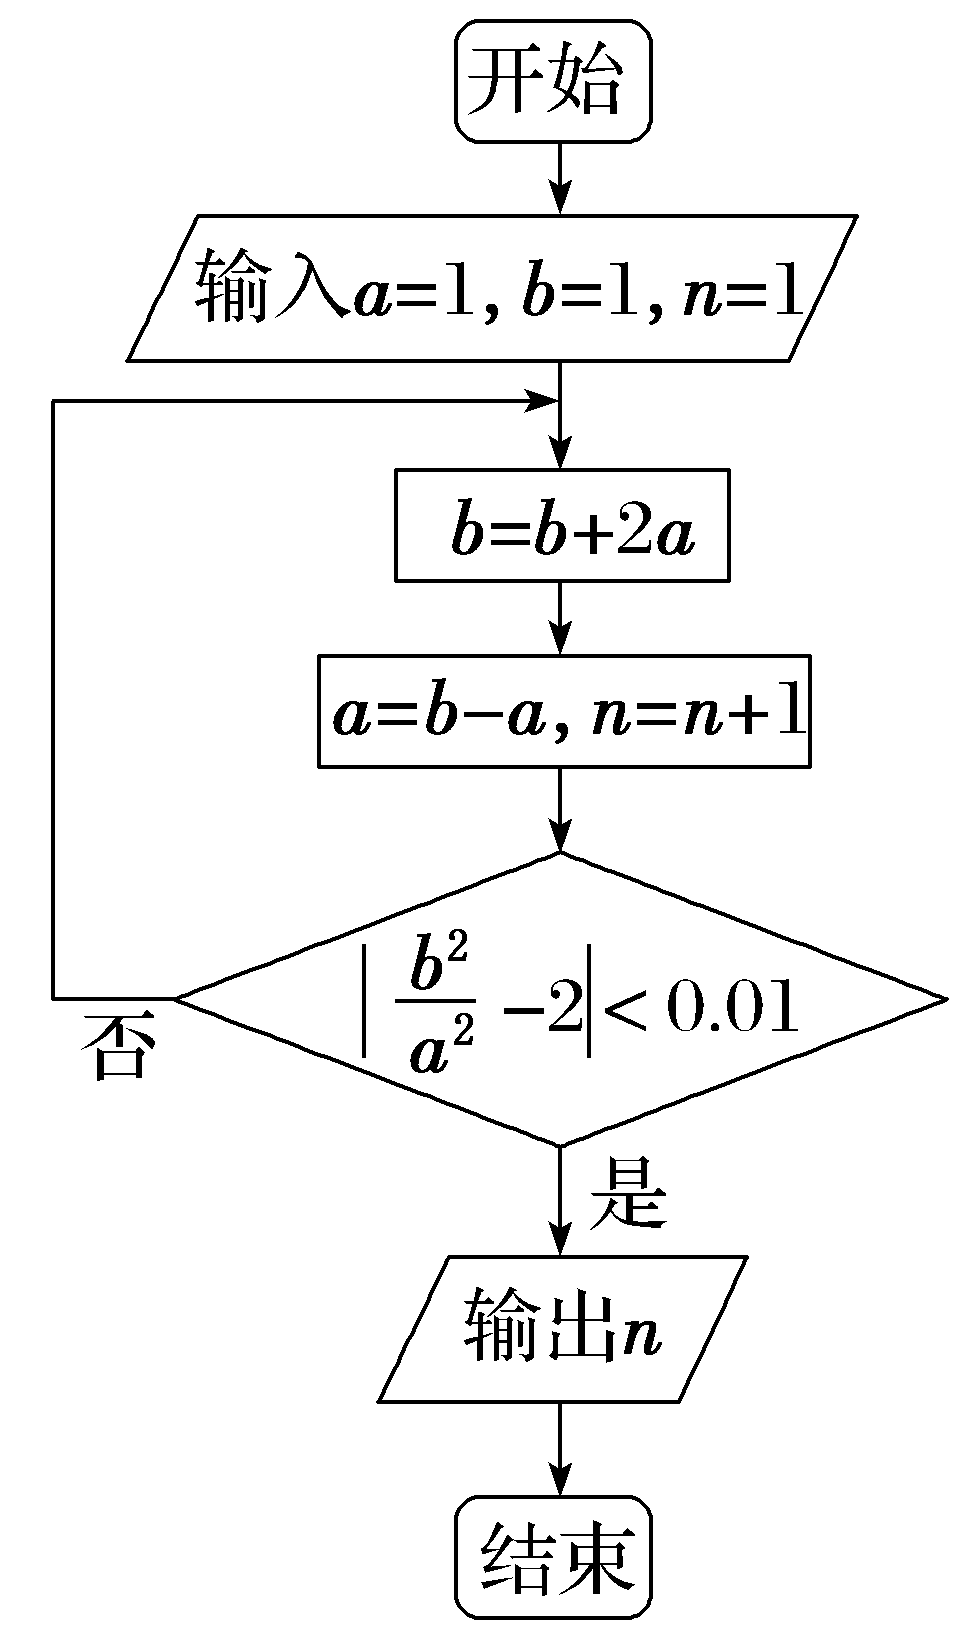 开始
输入a=1, b=1, n=1
b=b+2a
a=b-a, n=n+1
|b²/a² -2|< 0.01
否
是
输出n
结束